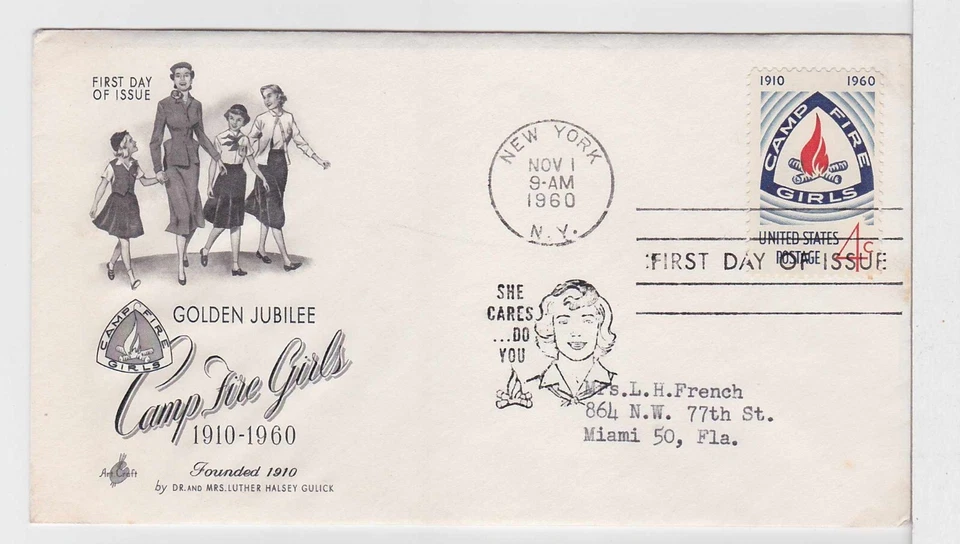 FIRST DAY
OF ISSUE
GOLDEN JUBILEE
CAMP FIRE
GIRLS
Camp Fire Girls
1910-1960
Founded 1910
by DR. AND MRS. LUTHER HALSEY GULICK
Art Craft
NEW YORK
NOV 1
9-AM
1960
N.Y.
1910 1960
CAMP FIRE
GIRLS
UNITED STATES
POSTAGE 4c
FIRST DAY OF ISSUE
SHE
CARES
...DO
YOU
Mrs.L.H.French
864 N.W. 77th St.
Miami 50, Fla.